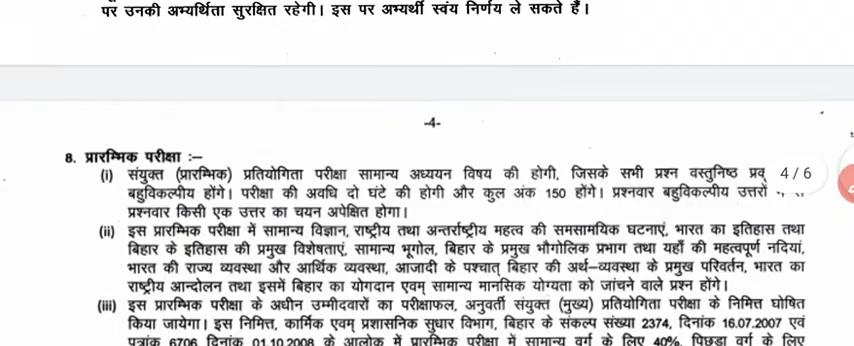 पर उनकी अभ्यर्थिता सुरक्षित रहेगी। इस पर अभ्यर्थी स्वंय निर्णय ले सकते हैं।
-4-
8. प्रारम्भिक परीक्षा :–
(i) संयुक्त (प्रारम्भिक) प्रतियोगिता परीक्षा सामान्य अध्ययन विषय की होगी, जिसके सभी प्रश्न वस्तुनिष्ठ 4 / 6
बहुविकल्पीय होंगे। परीक्षा की अवधि दो घंटे की होगी और कुल अंक 150 होंगे। प्रश्नवार बहुविकल्पीय उत्तरों
प्रश्नवार किसी एक उत्तर का चयन अपेक्षित होगा।
(ii) इस प्रारम्भिक परीक्षा में सामान्य विज्ञान, राष्ट्रीय तथा अन्तर्राष्ट्रीय महत्व की समसामयिक घटनाएं, भारत का इतिहास तथा
बिहार के इतिहास की प्रमुख विशेषताएं, सामान्य भूगोल, बिहार के प्रमुख भौगोलिक प्रभाग तथा यहाँ की महत्वपूर्ण नदियां,
भारत की राज्य व्यवस्था और आर्थिक व्यवस्था, आजादी के पश्चात् बिहार की अर्थ–व्यवस्था के प्रमुख परिवर्तन, भारत का
राष्ट्रीय आन्दोलन तथा इसमें बिहार का योगदान एवम् सामान्य मानसिक योग्यता को जांचने वाले प्रश्न होंगे।
(iii) इस प्रारम्भिक परीक्षा के अधीन उम्मीदवारों का परीक्षाफल, अनुवर्ती संयुक्त (मुख्य) प्रतियोगिता परीक्षा के निमित्त घोषित
किया जायेगा। इस निमित्त, कार्मिक एवम् प्रशासनिक सुधार विभाग, बिहार के संकल्प संख्या 2374, दिनांक 16.07.2007 एवं
पत्रांक 6706 दिनांक 01.10.2008 के आलोक में प्रारम्भिक परीक्षा में सामान्य वर्ग के लिए 40%, पिछड़ा वर्ग के लिए